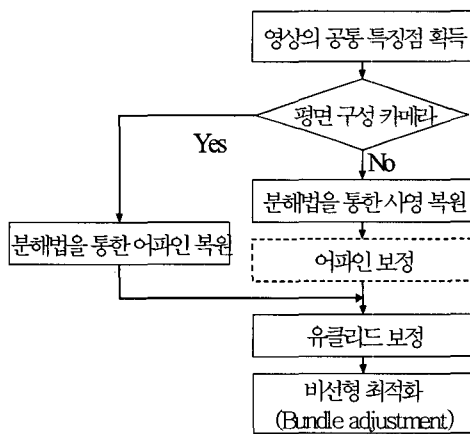 영상의 공통 특징점 획득
평면 구성 카메라
Yes
No
분해법을 통한 사영 복원
분해법을 통한 어파인 복원
어파인 보정
유클리드 보정
비선형 최적화
(Bundle adjustment)